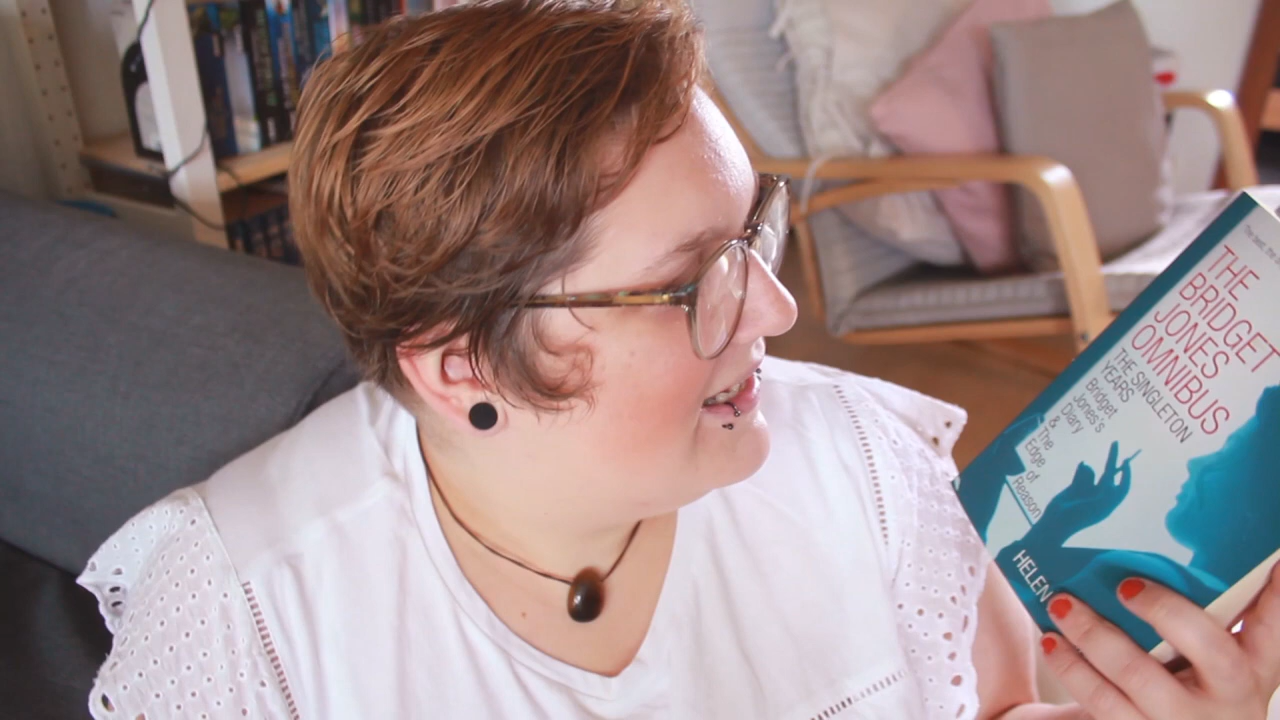 THE
BRIDGET
JONES
OMNIBUS
THE SINGLETON
YEARS
Bridget
Jones's
Diary
&
The
Edge
of
Reason
HELEN